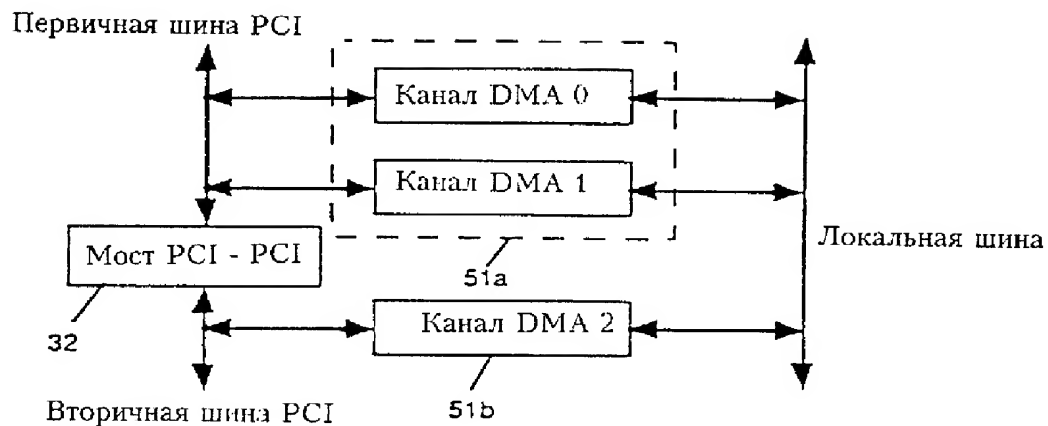 Первичная шина PCI
Канал DMA 0
Канал DMA 1
Мост PCI - PCI
51a
Локальная шина
32
Канал DMA 2
51b
Вторичная шина PCI